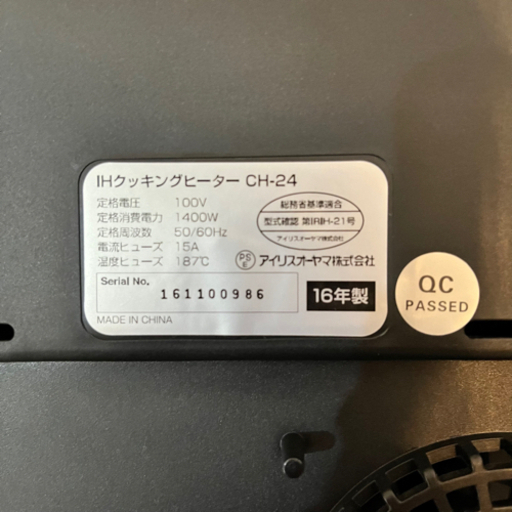 IHクッキングヒーター CH-24
定格電圧 100V
定格消費電力 1400W
定格周波数 50/60Hz
電流ヒューズ 15A
温度ヒューズ 187℃
総務省基準適合
型式確認 第IRIH-21号
アイリスオーヤマ株式会社
PS
E
アイリスオーヤマ株式会社
Serial No.
161100986
16年製
MADE IN CHINA
QC
PASSED